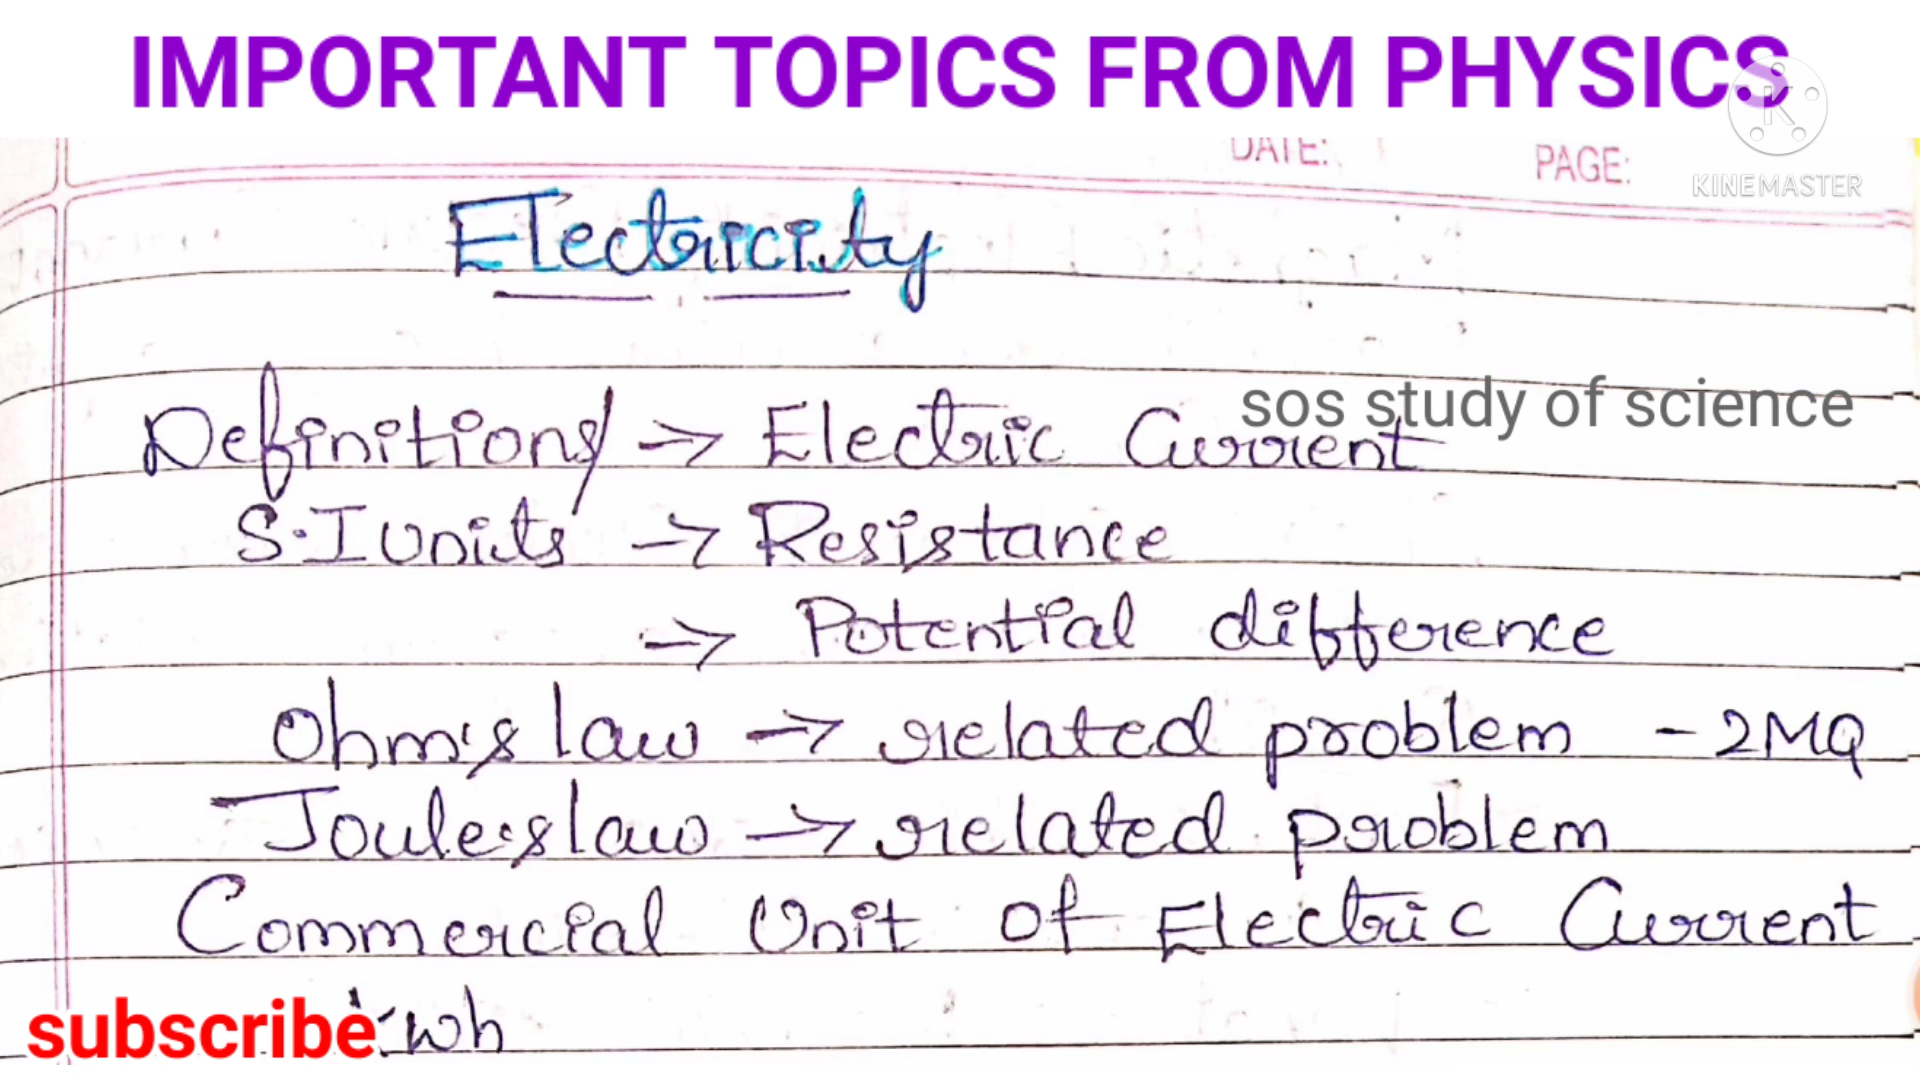 IMPORTANT TOPICS FROM PHYSICS
DATE:
PAGE:
KINEMASTER
Electricity
sos study of science
Definitions/ → Electric Current
S.I Units → Resistance
→ Potential difference
Ohm's law → related problem - 2MQ
Joule's law → related problem
Commercial Unit of Electric Current
subscribe
kwh